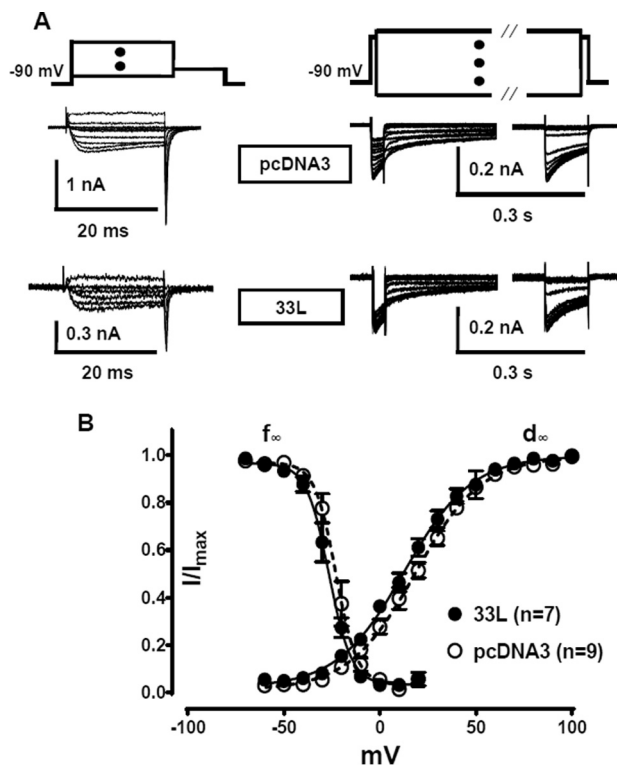 A
-90 mV
-90 mV
//
//
pcDNA3
1 nA
20 ms
0.2 nA
0.3 s
33L
0.3 nA
20 ms
0.2 nA
0.3 s
B
f∞
d∞
1.0
0.8
0.6
0.4
0.2
0.0
I/Imax
33L (n=7)
pcDNA3 (n=9)
-100
-50
0
50
100
mV